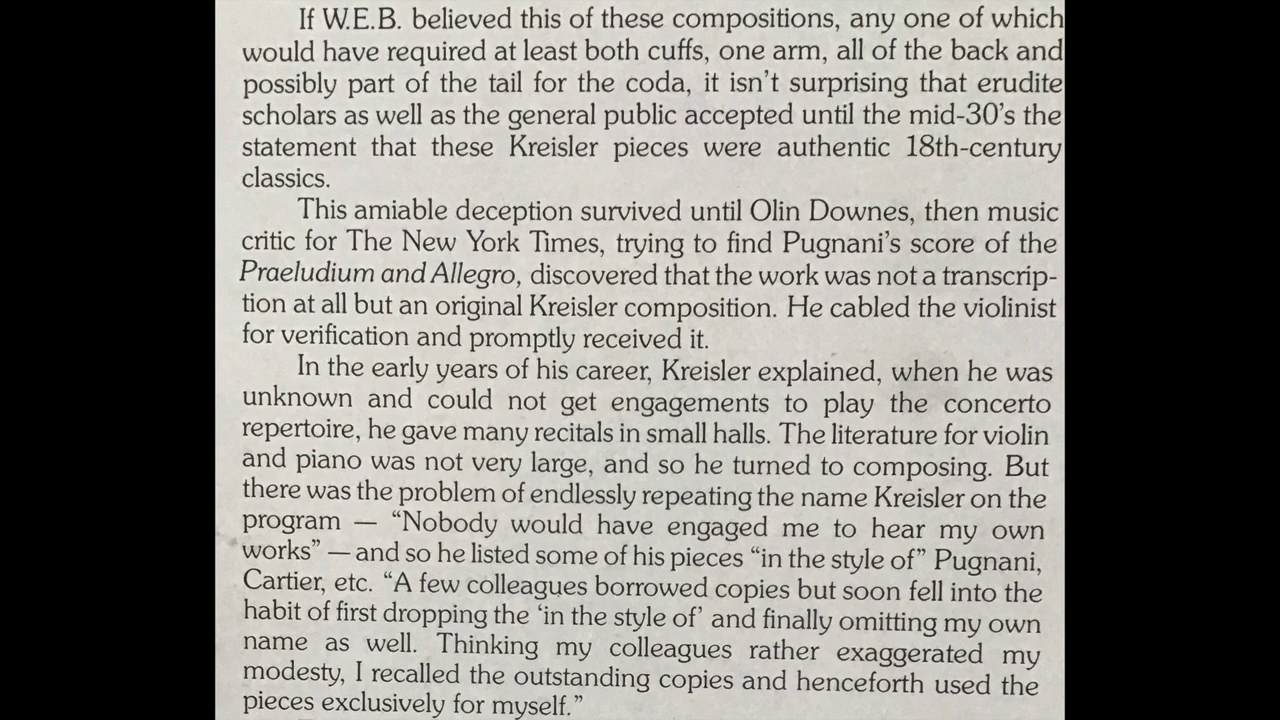 If W.E.B. believed this of these compositions, any one of which
would have required at least both cuffs, one arm, all of the back and
possibly part of the tail for the coda, it isn't surprising that erudite
scholars as well as the general public accepted until the mid-30's the
statement that these Kreisler pieces were authentic 18th-century
classics.
This amiable deception survived until Olin Downes, then music
critic for The New York Times, trying to find Pugnani's score of the
Praeludium and Allegro, discovered that the work was not a transcrip-
tion at all but an original Kreisler composition. He cabled the violinist
for verification and promptly received it.
In the early years of his career, Kreisler explained, when he was
unknown and could not get engagements to play the concerto
repertoire, he gave many recitals in small halls. The literature for violin
and piano was not very large, and so he turned to composing. But
there was the problem of endlessly repeating the name Kreisler on the
program — “Nobody would have engaged me to hear my own
works” — and so he listed some of his pieces “in the style of” Pugnani,
Cartier, etc. “A few colleagues borrowed copies but soon fell into the
habit of first dropping the ‘in the style of’ and finally omitting my own
name as well. Thinking my colleagues rather exaggerated my
modesty, I recalled the outstanding copies and henceforth used the
pieces exclusively for myself.”